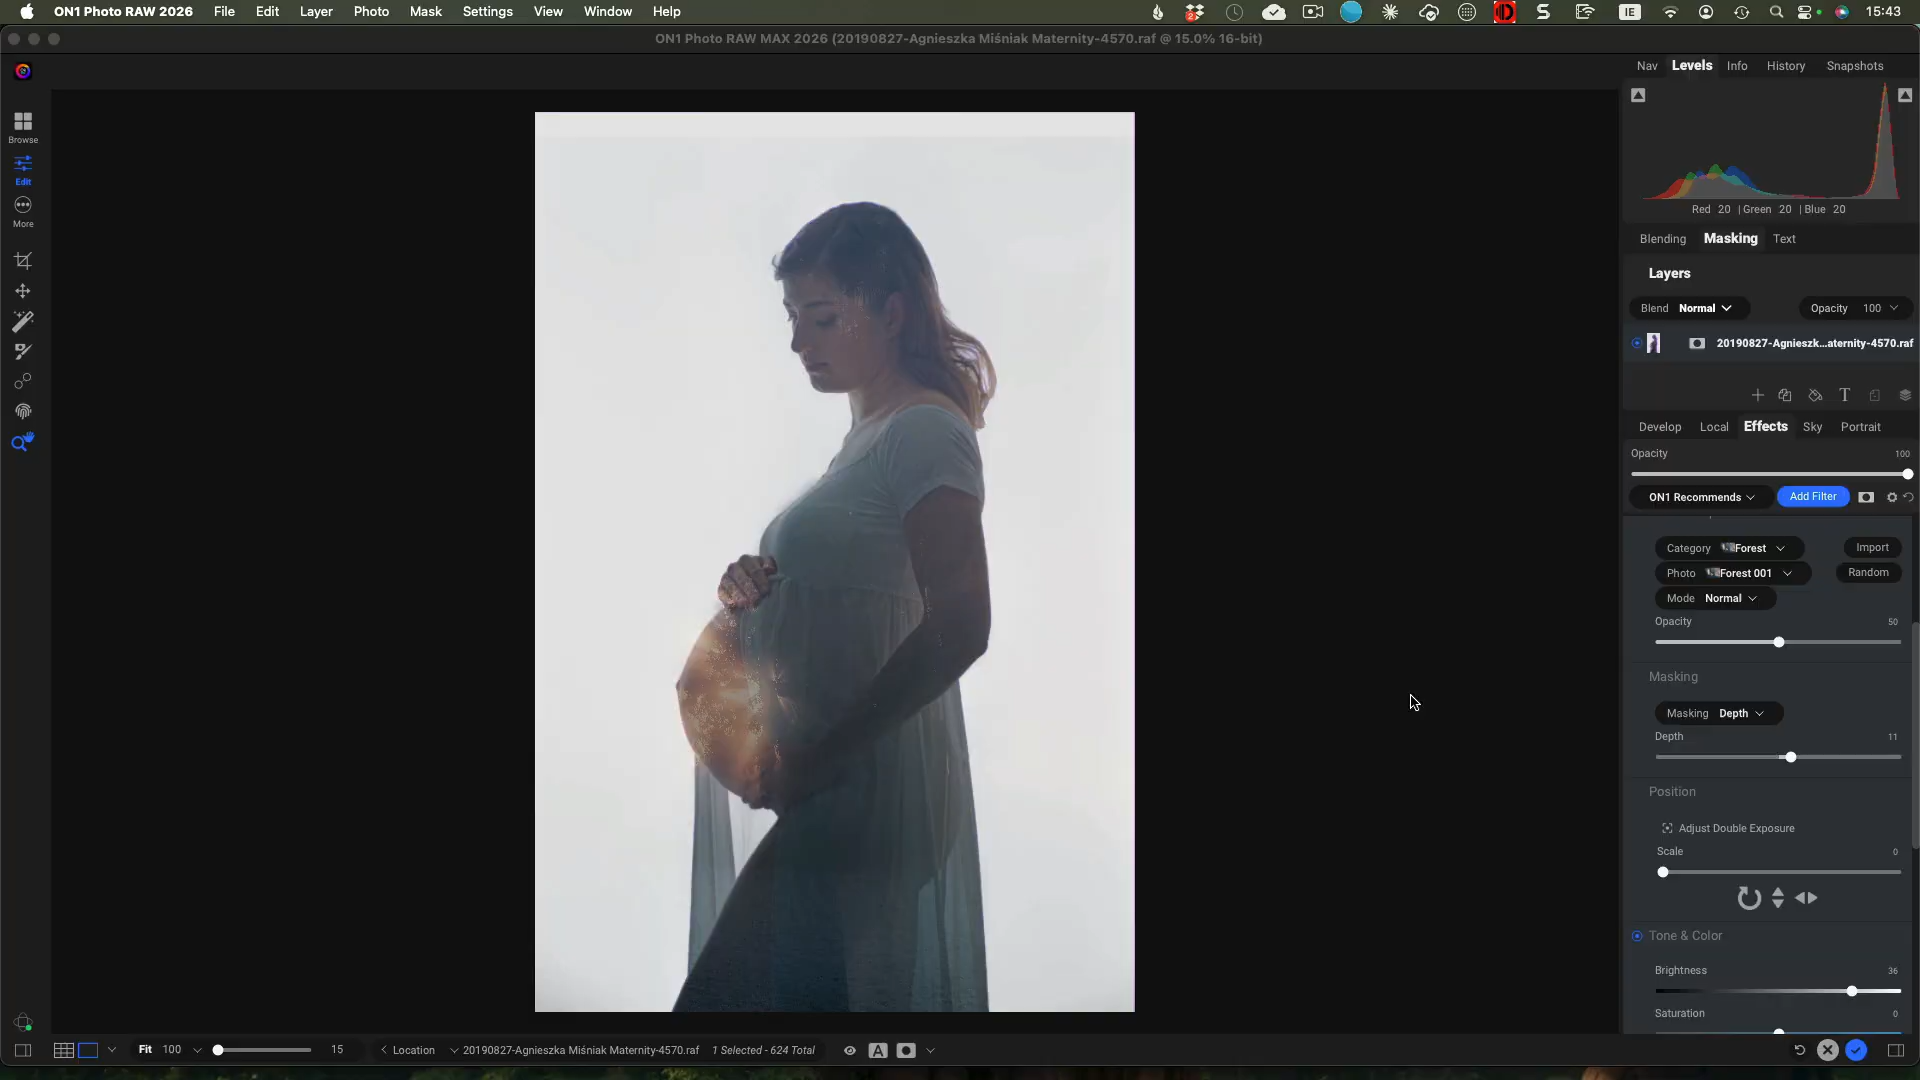 ON1 Photo RAW 2026 File Edit Layer Photo Mask Settings View Window Help 2 IE 15:43
ON1 Photo RAW MAX 2026 (20190827-Agnieszka Miśniak Maternity-4570.raf @ 15.0% 16-bit)
Nav Levels Info History Snapshots
Browse
Edit
More
Red 20 | Green 20 | Blue 20
Blending Masking Text
Layers
Blend Normal Opacity 100
20190827-Agnieszk...aternity-4570.raf
T
Develop Local Effects Sky Portrait
Opacity 100
ON1 Recommends Add Filter
Category Forest Import
Photo Forest 001 Random
Mode Normal
Opacity 50
Masking
Masking Depth
Depth 11
Position
Adjust Double Exposure
Scale 0
Tone & Color
Brightness 36
Saturation 0
Fit 100 15 Location 20190827-Agnieszka Miśniak Maternity-4570.raf 1 Selected - 624 Total A